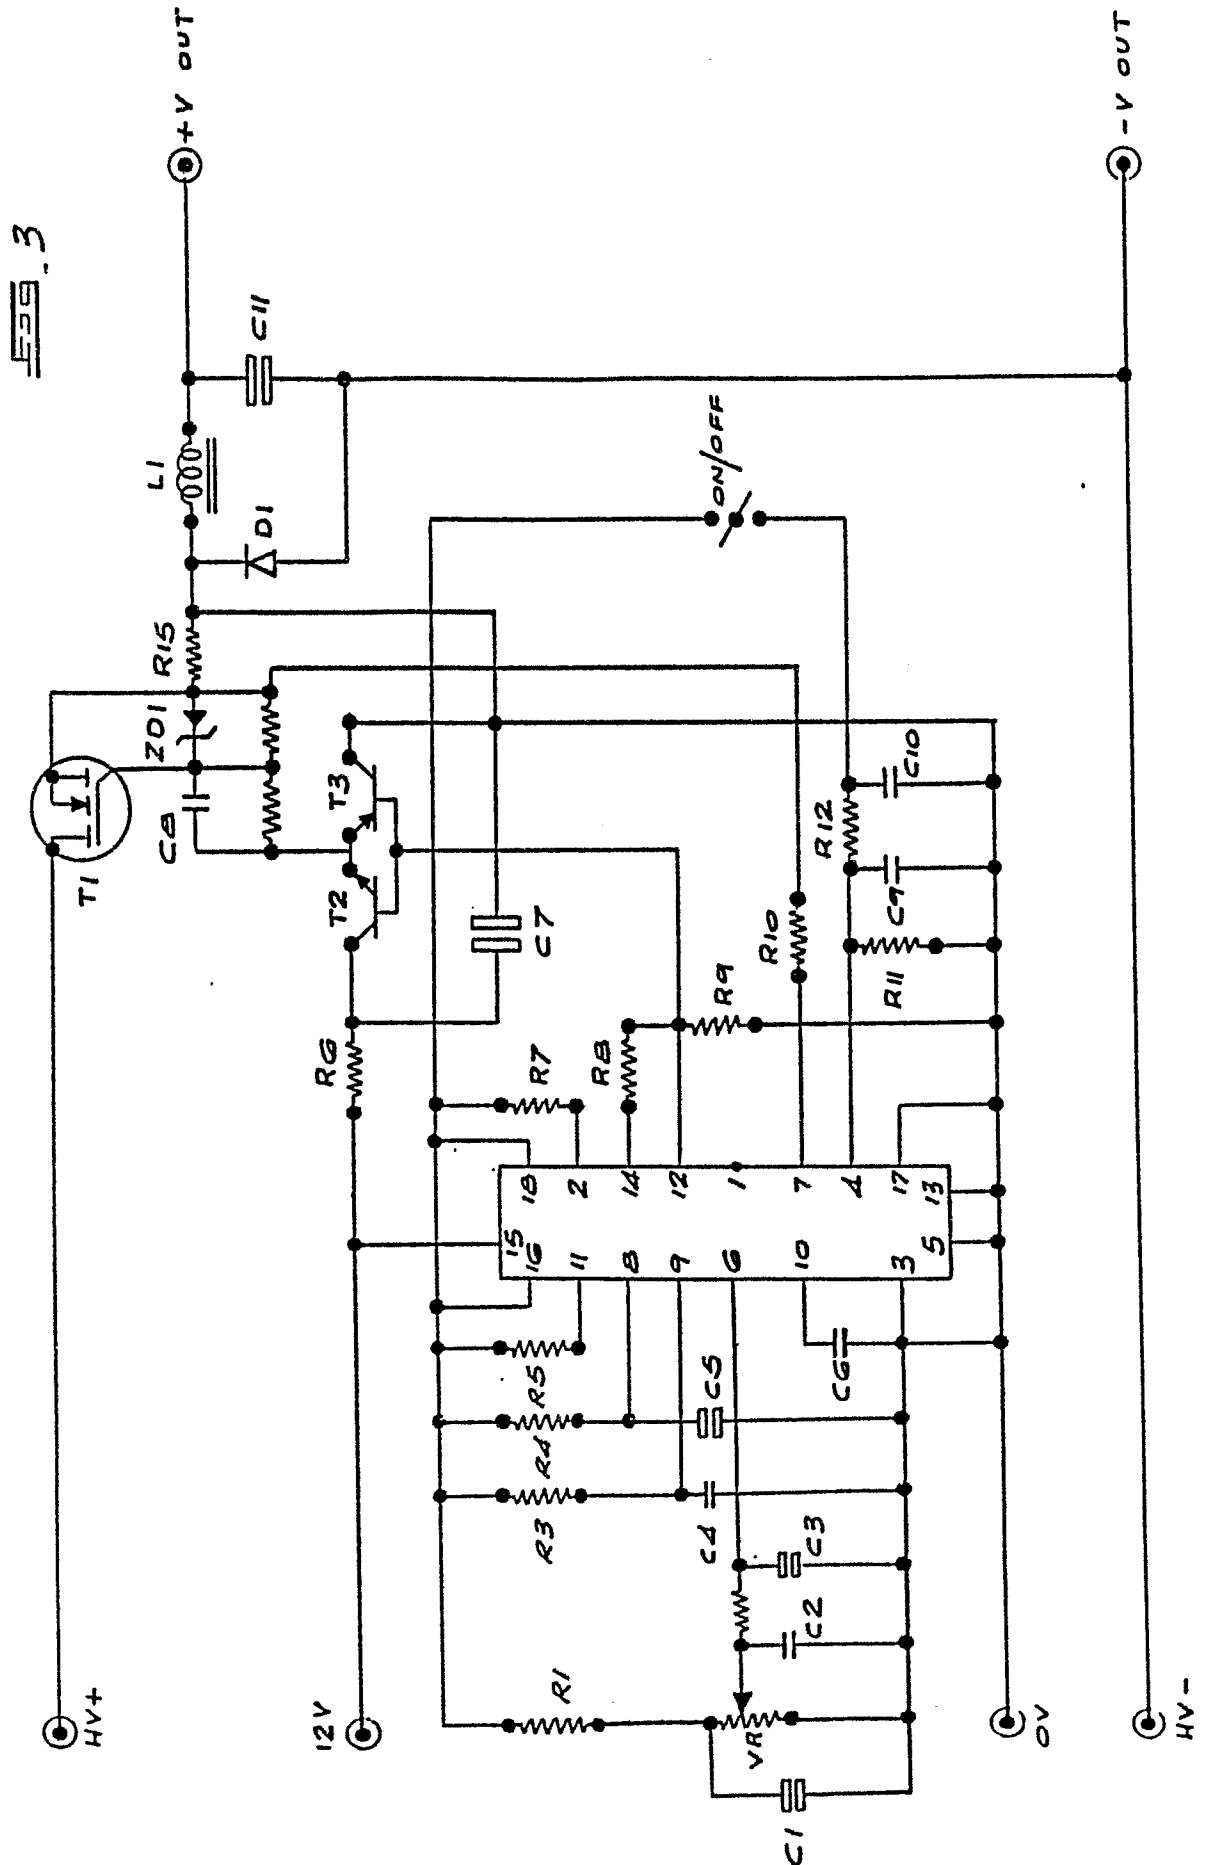 Fig. 3
HV+
T1
+V OUT
12V
R6
T2
T3
C8
ZD1
R15
L1
D1
C11
C7
R1
R3
R4
R5
R7
R8
R9
R10
R12
R11
C9
C10
ON/OFF
15
16
11
8
9
6
10
3
5
18
2
14
12
1
7
4
17
13
C1
VR
C2
C3
C4
C5
C6
0V
HV-
-V OUT